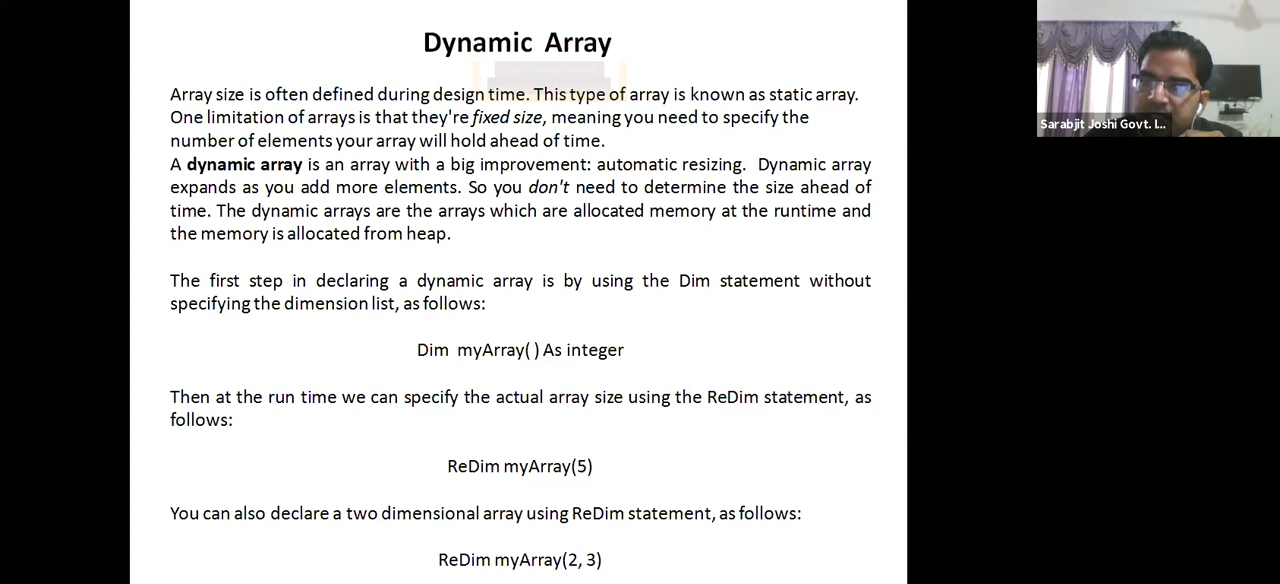 Dynamic Array
Array size is often defined during design time. This type of array is known as static array.
One limitation of arrays is that they're fixed size, meaning you need to specify the
number of elements your array will hold ahead of time.
A dynamic array is an array with a big improvement: automatic resizing. Dynamic array
expands as you add more elements. So you don't need to determine the size ahead of
time. The dynamic arrays are the arrays which are allocated memory at the runtime and
the memory is allocated from heap.
The first step in declaring a dynamic array is by using the Dim statement without
specifying the dimension list, as follows:
Dim myArray( ) As integer
Then at the run time we can specify the actual array size using the ReDim statement, as
follows:
ReDim myArray(5)
You can also declare a two dimensional array using ReDim statement, as follows:
ReDim myArray(2, 3)
Sarabjit Joshi Govt. I...